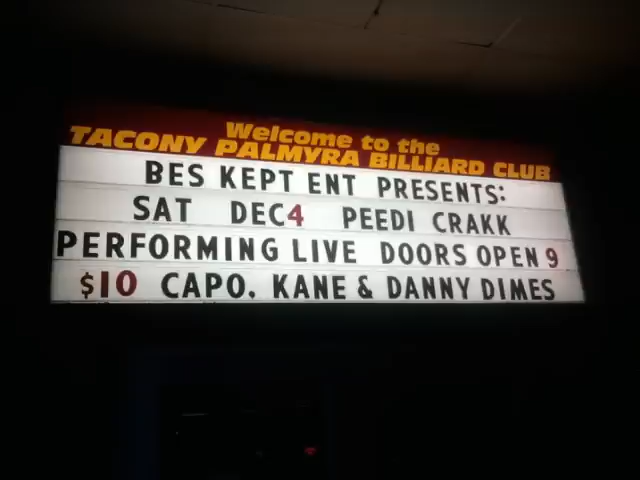 Welcome to the
TACONY PALMYRA BILLIARD CLUB
BES KEPT ENT PRESENTS:
SAT DEC4 PEEDI CRAKK
PERFORMING LIVE DOORS OPEN 9
$10 CAPO. KANE & DANNY DIMES